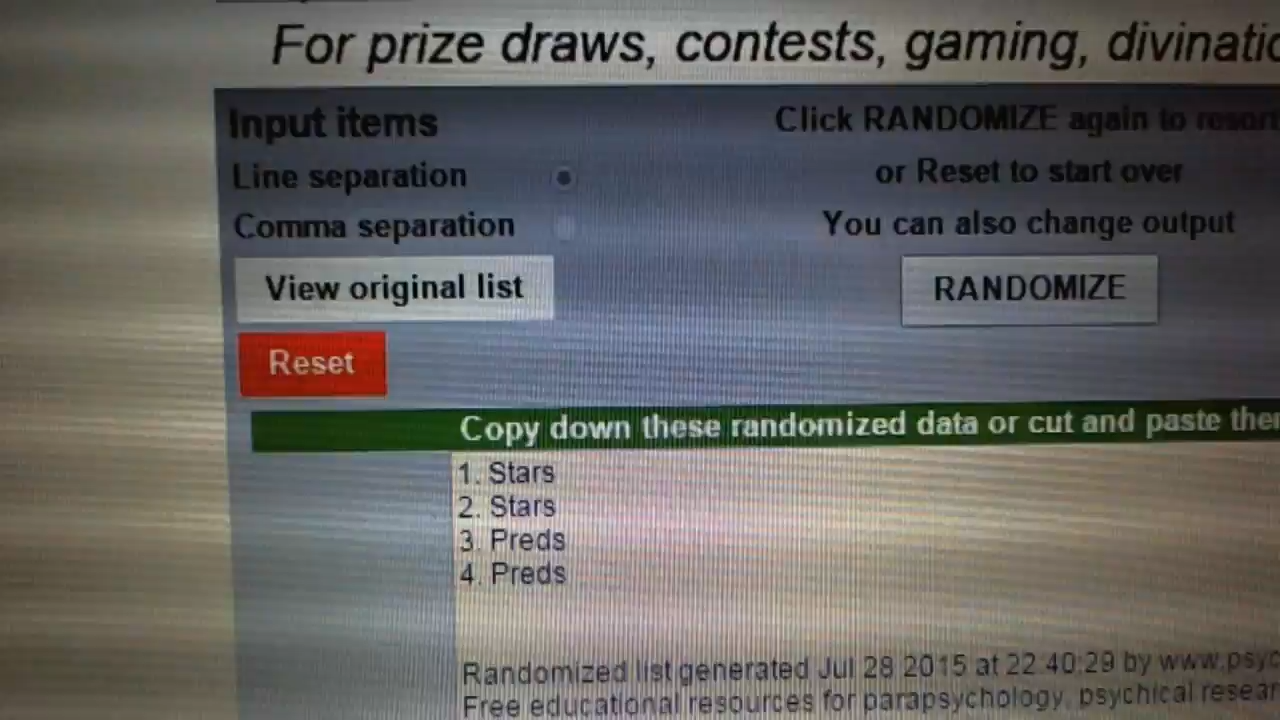 For prize draws, contests, gaming,
Input items
Click RANDOMIZE again to resort
Line separation
or Reset to start over
Comma separation
You can also change output
View original list
RANDOMIZE
Reset
Copy down these randomized data or cut and paste
1. Stars
2. Stars
3. Preds
4. Preds
Randomized list generated Jul 28 2015 at 22:40:29 by
Free educational resources for parapsychology, psychical